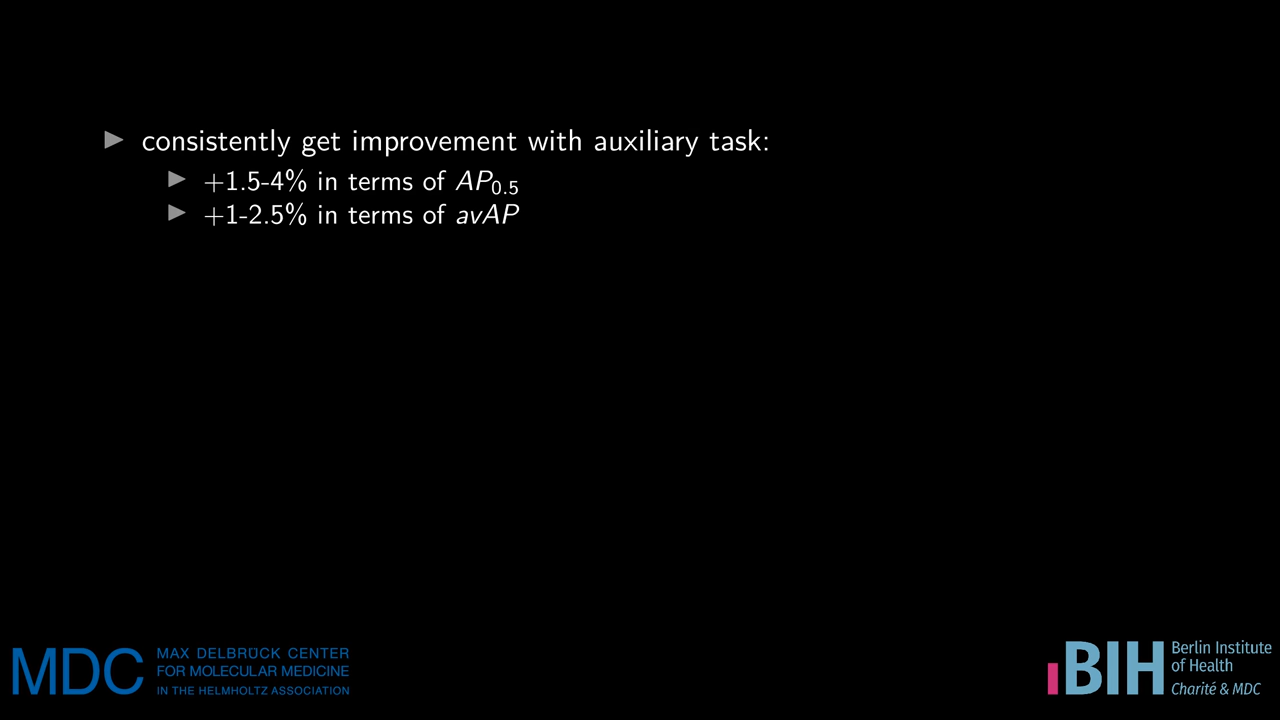 ▶ consistently get improvement with auxiliary task:
▶ +1.5-4% in terms of AP0.5
▶ +1-2.5% in terms of avAP
MDC
MAX DELBRÜCK CENTER
FOR MOLECULAR MEDICINE
IN THE HELMHOLTZ ASSOCIATION
BIH
Berlin Institute
of Health
Charité & MDC